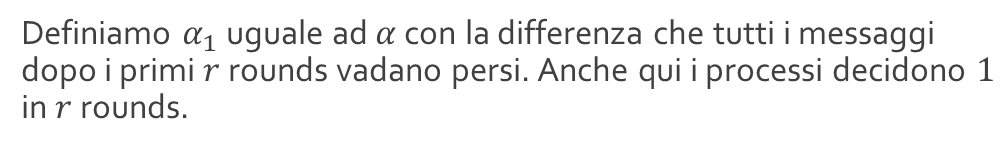 Definiamo α₁ uguale ad α con la differenza che tutti i messaggi
dopo i primi r rounds vadano persi. Anche qui i processi decidono 1
in r rounds.